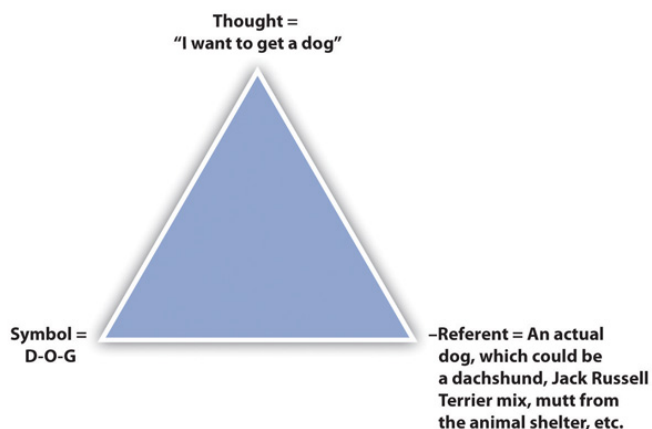 Thought =
“I want to get a dog”
Symbol =
D-O-G
–Referent = An actual
dog, which could be
a dachshund, Jack Russell
Terrier mix, mutt from
the animal shelter, etc.